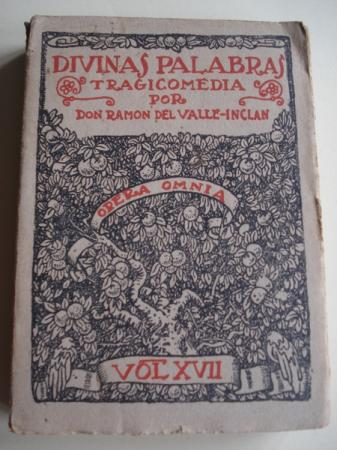 DIVINAS PALABRAS
TRAGICOMEDIA
POR
DON RAMON DEL VALLE-INCLAN
OPERA OMNIA
VOL XVII